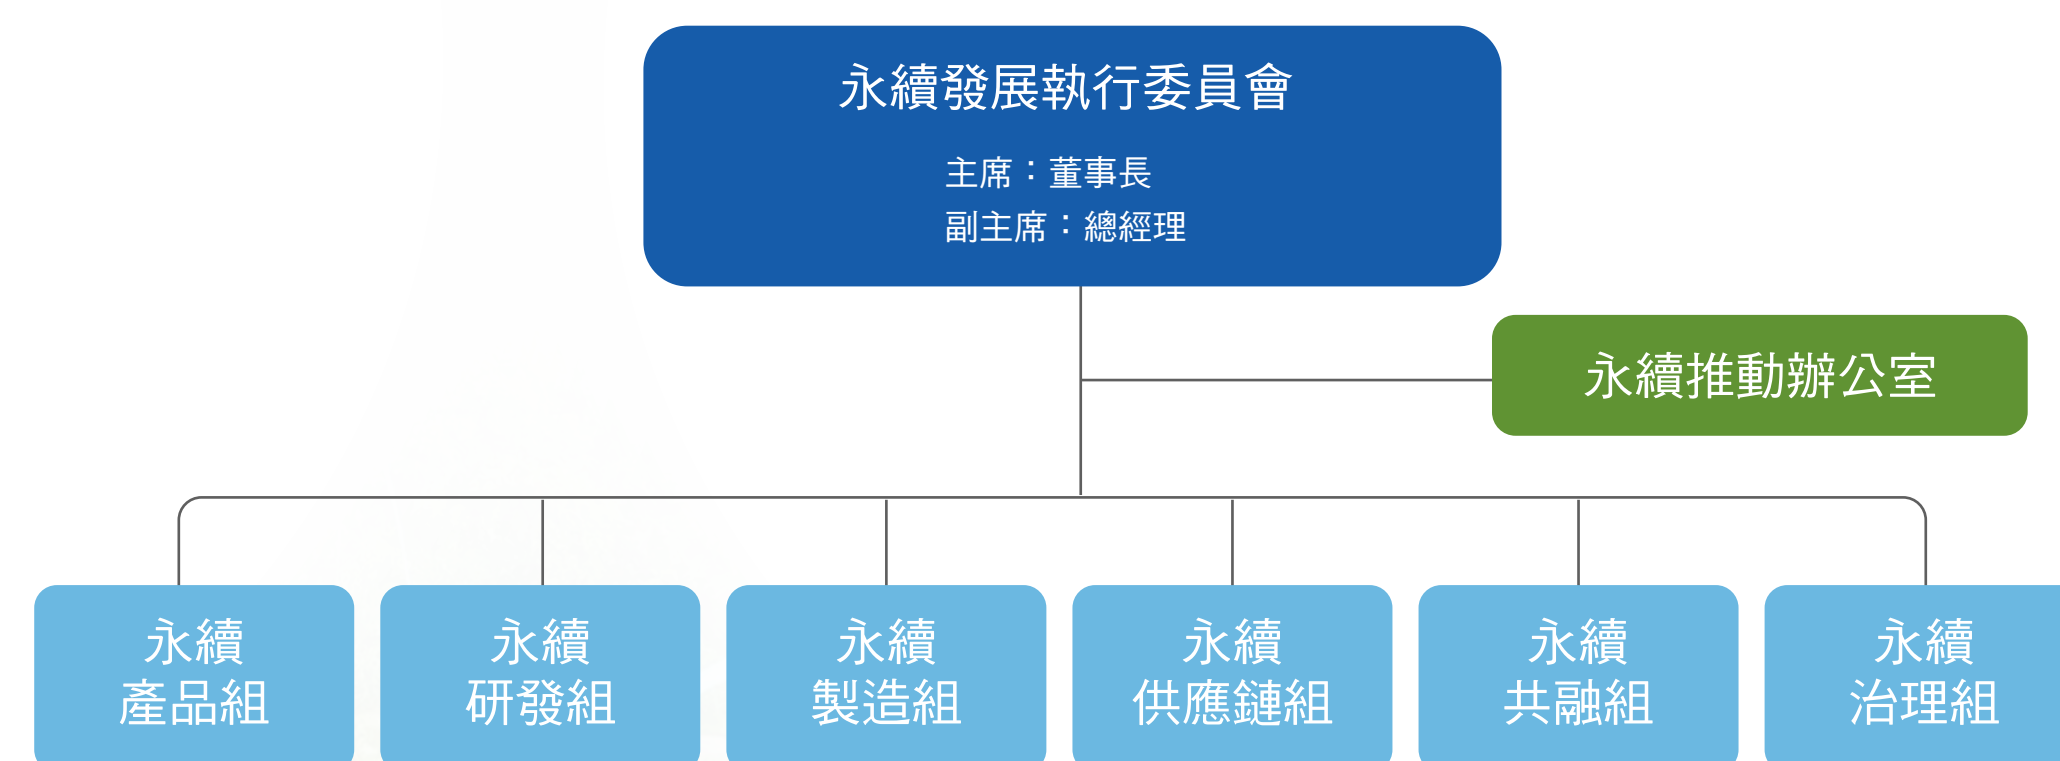 永續發展執行委員會
主席：董事長
副主席：總經理
永續推動辦公室
永續
產品組
永續
研發組
永續
製造組
永續
供應鏈組
永續
共融組
永續
治理組